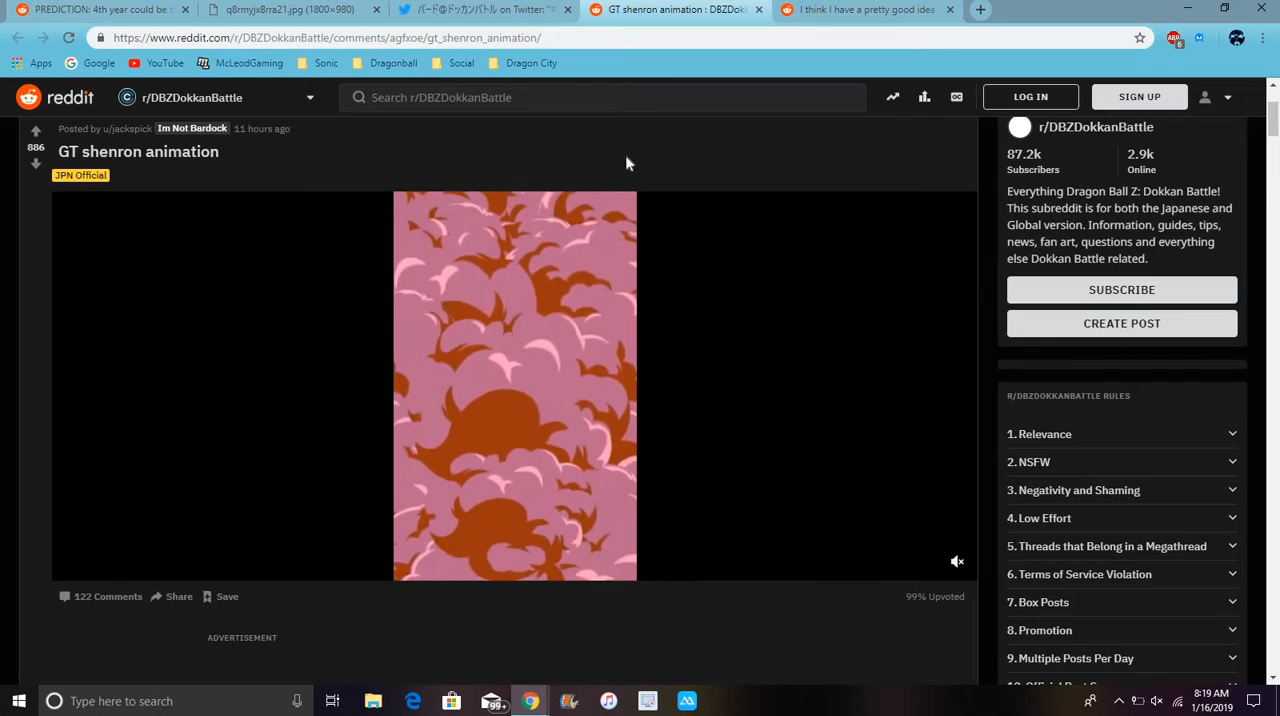 PREDICTION: 4th year could be t
q8rmyjx8rra21.jpg (1800×980)
バード@ドッカンバトル on Twitter: "=
GT shenron animation : DBZDokk
I think I have a pretty good idea
https://www.reddit.com/r/DBZDokkanBattle/comments/agfxoe/gt_shenron_animation/
ABP
6
Apps
Google
YouTube
McLeodGaming
Sonic
Dragonball
Social
Dragon City
reddit
r/DBZDokkanBattle
Search r/DBZDokkanBattle
LOG IN
SIGN UP
Posted by u/jackspick Im Not Bardock 11 hours ago
886
GT shenron animation
JPN Official
122 Comments
Share
Save
99% Upvoted
ADVERTISEMENT
r/DBZDokkanBattle
87.2k 2.9k
Subscribers Online
Everything Dragon Ball Z: Dokkan Battle!
This subreddit is for both the Japanese and
Global version. Information, guides, tips,
news, fan art, questions and everything
else Dokkan Battle related.
SUBSCRIBE
CREATE POST
R/DBZDOKKANBATTLE RULES
1. Relevance
2. NSFW
3. Negativity and Shaming
4. Low Effort
5. Threads that Belong in a Megathread
6. Terms of Service Violation
7. Box Posts
8. Promotion
9. Multiple Posts Per Day
Type here to search
99+
8:19 AM
1/16/2019